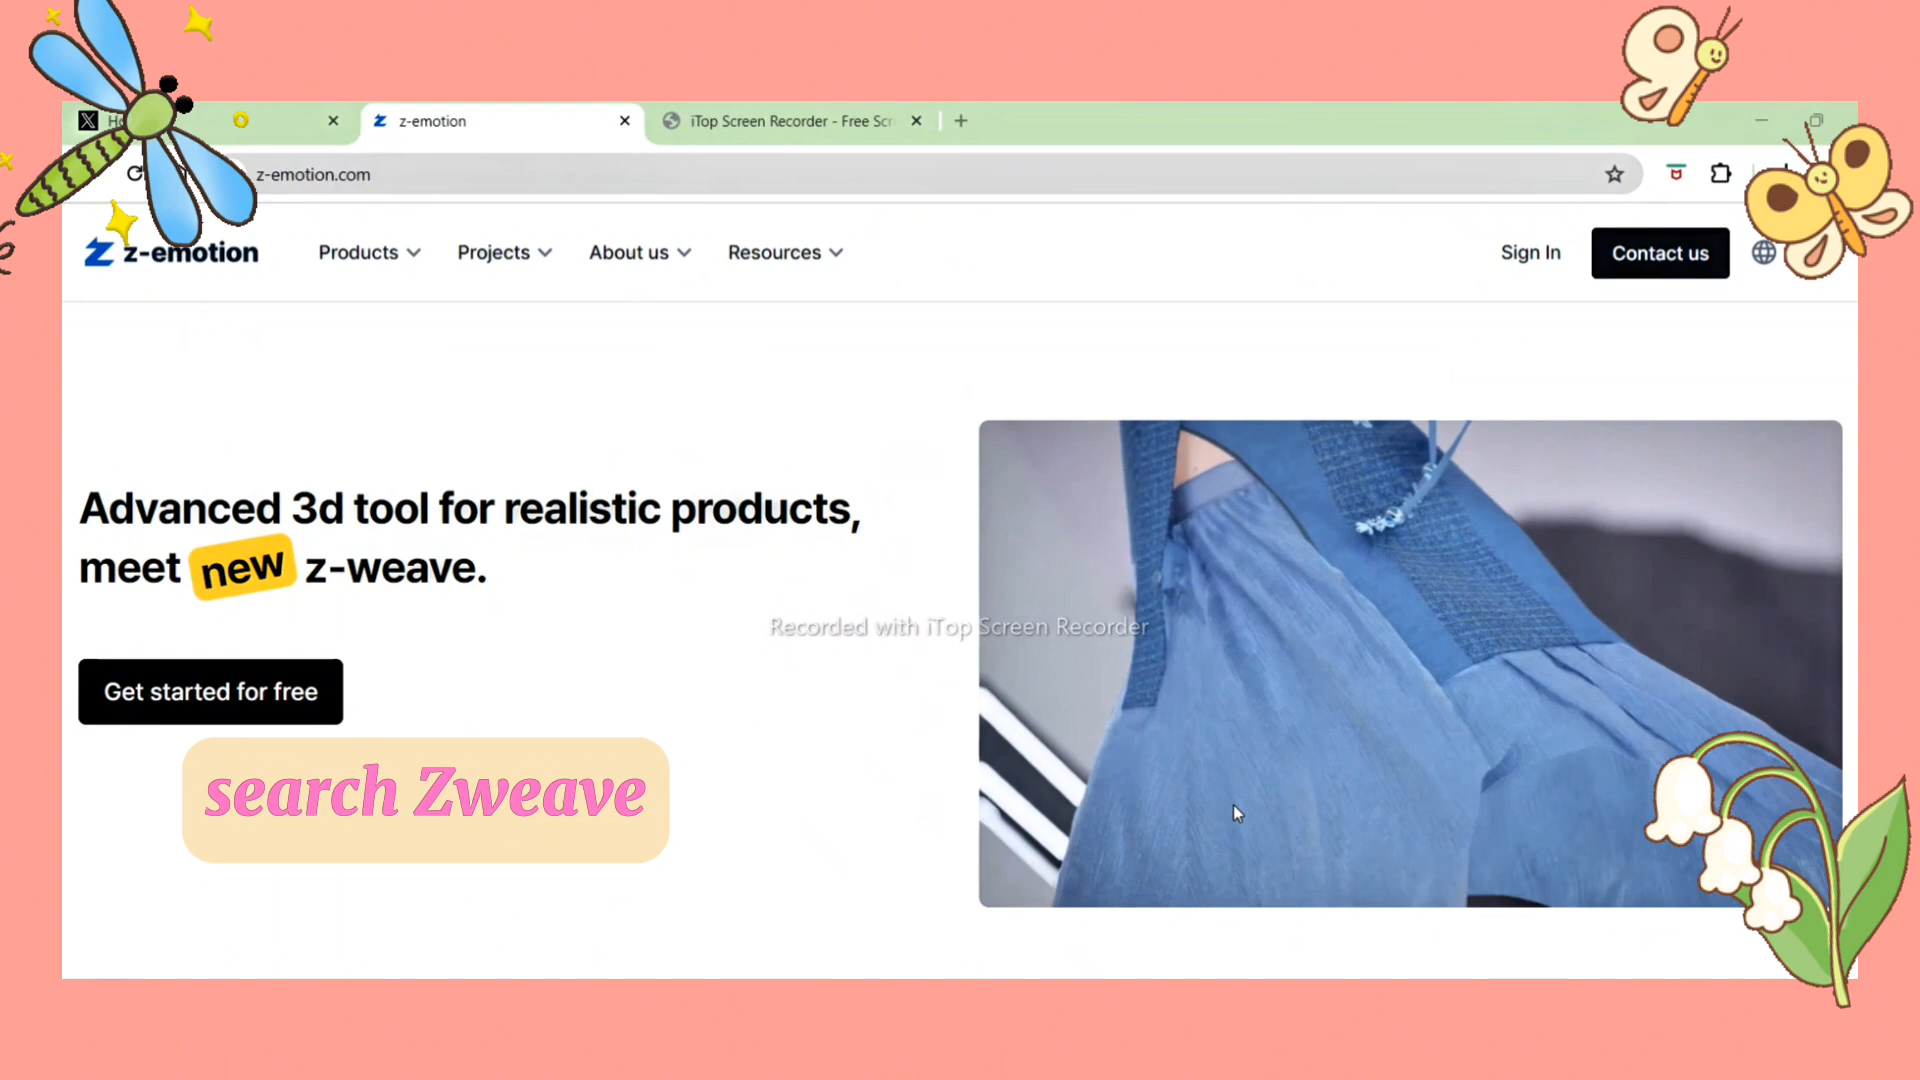 z-emotion
iTop Screen Recorder - Free Scr
z-emotion.com
z-emotion
Products
Projects
About us
Resources
Sign In
Contact us
Advanced 3d tool for realistic products,
meet new z-weave.
Recorded with iTop Screen Recorder
Get started for free
search Zweave